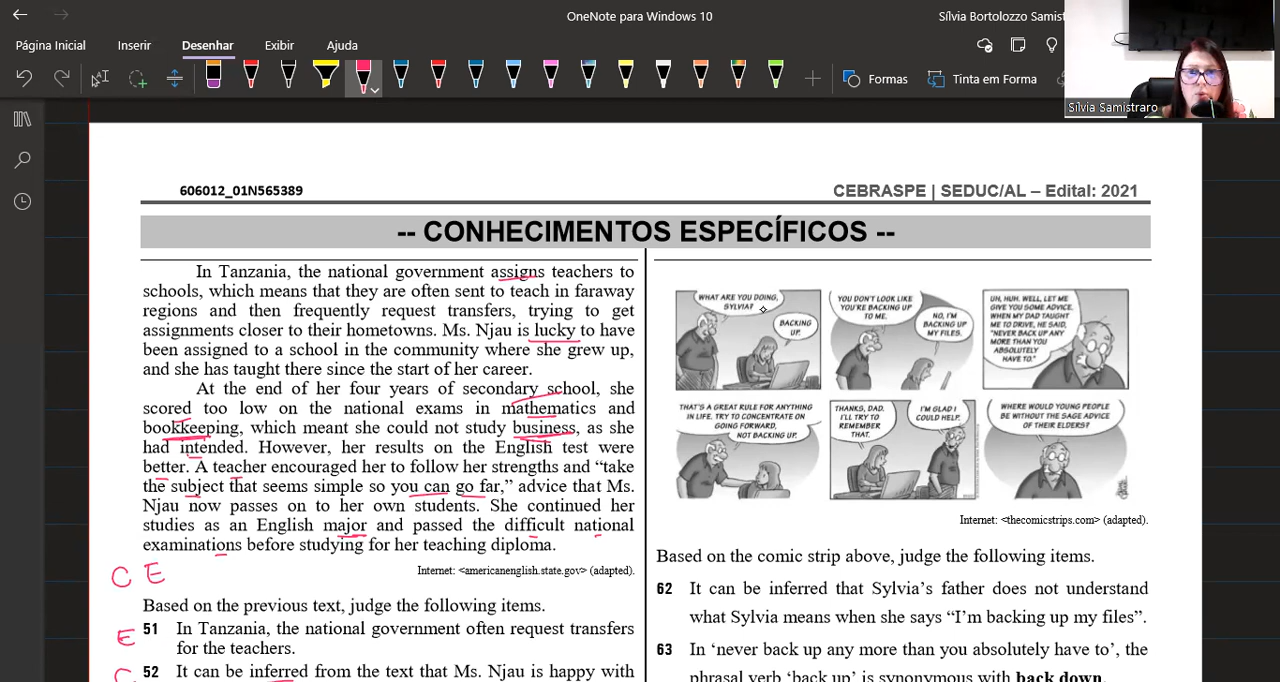 OneNote para Windows 10
Sílvia Bortolozzo Samist
Página Inicial
Inserir
Desenhar
Exibir
Ajuda
Formas
Tinta em Forma
Sílvia Samistraro
606012_01N565389
CEBRASPE | SEDUC/AL – Edital: 2021
-- CONHECIMENTOS ESPECÍFICOS --
In Tanzania, the national government assigns teachers to
schools, which means that they are often sent to teach in faraway
regions and then frequently request transfers, trying to get
assignments closer to their hometowns. Ms. Njau is lucky to have
been assigned to a school in the community where she grew up,
and she has taught there since the start of her career.
At the end of her four years of secondary school, she
scored too low on the national exams in mathematics and
bookkeeping, which meant she could not study business, as she
had intended. However, her results on the English test were
better. A teacher encouraged her to follow her strengths and “take
the subject that seems simple so you can go far,” advice that Ms.
Njau now passes on to her own students. She continued her
studies as an English major and passed the difficult national
examinations before studying for her teaching diploma.
Internet: <americanenglish.state.gov> (adapted).
C E
Based on the previous text, judge the following items.
E 51 In Tanzania, the national government often request transfers
for the teachers.
C 52 It can be inferred from the text that Ms. Njau is happy with
WHAT ARE YOU DOING,
SYLVIA?
BACKING
UP.
YOU DON'T LOOK LIKE
YOU'RE BACKING UP
TO ME.
NO, I'M
BACKING UP
MY FILES.
UH, HUH. WELL, LET ME
GIVE YOU SOME ADVICE.
WHEN MY DAD TAUGHT
ME TO DRIVE, HE SAID,
"NEVER BACK UP ANY
MORE THAN YOU
ABSOLUTELY
HAVE TO."
THAT'S A GREAT RULE FOR ANYTHING
IN LIFE. TRY TO CONCENTRATE ON
GOING FORWARD,
NOT BACKING UP.
THANKS, DAD.
I'LL TRY TO
REMEMBER
THAT.
I'M GLAD I
COULD HELP.
WHERE WOULD YOUNG PEOPLE
BE WITHOUT THE SAGE ADVICE
OF THEIR ELDERS?
Internet: <thecomicstrips.com> (adapted).
Based on the comic strip above, judge the following items.
62 It can be inferred that Sylvia’s father does not understand
what Sylvia means when she says “I’m backing up my files”.
63 In ‘never back up any more than you absolutely have to’, the
phrasal verb ‘back up’ is synonymous with back down.